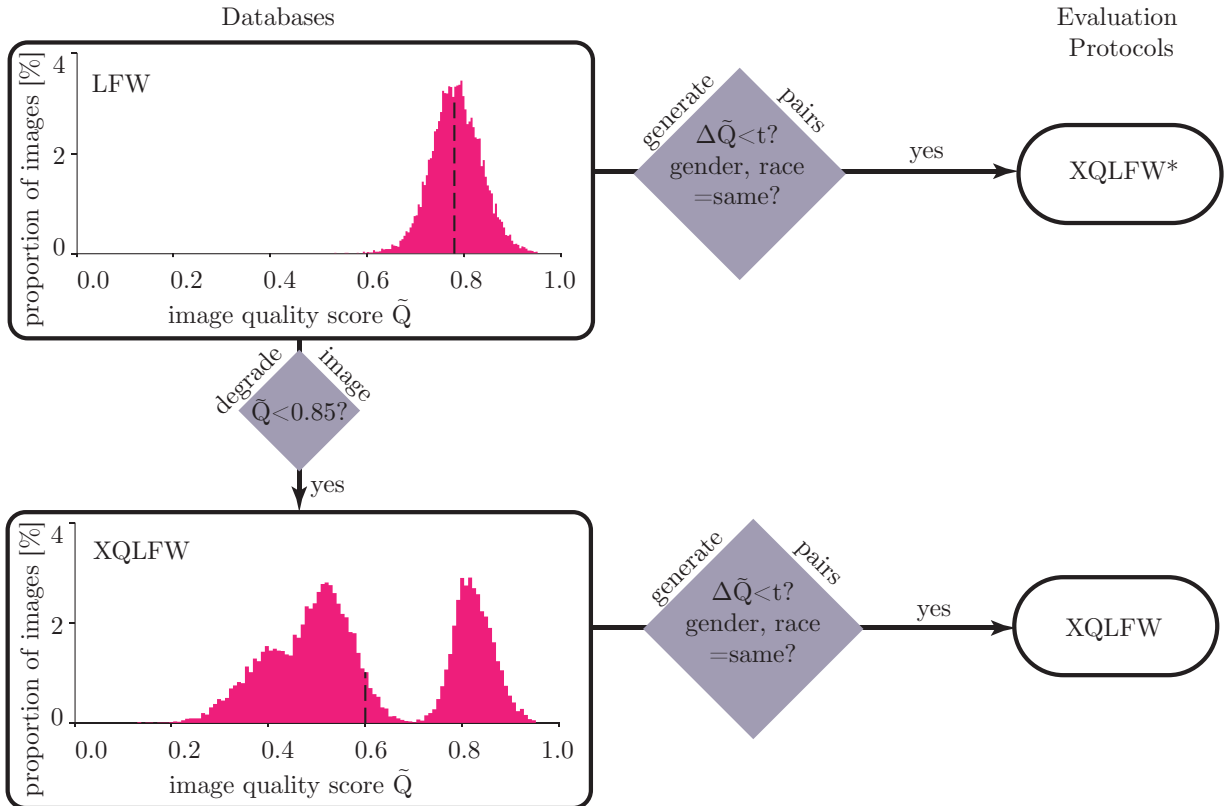 Databases
Evaluation
Protocols
proportion of images [%]
4
2
0
LFW
0.0 0.2 0.4 0.6 0.8 1.0
image quality score Q̃
generate pairs
ΔQ̃<t?
gender, race
=same?
yes
XQLFW*
degrade image
Q̃<0.85?
yes
proportion of images [%]
4
2
0
XQLFW
0.0 0.2 0.4 0.6 0.8 1.0
image quality score Q̃
generate pairs
ΔQ̃<t?
gender, race
=same?
yes
XQLFW